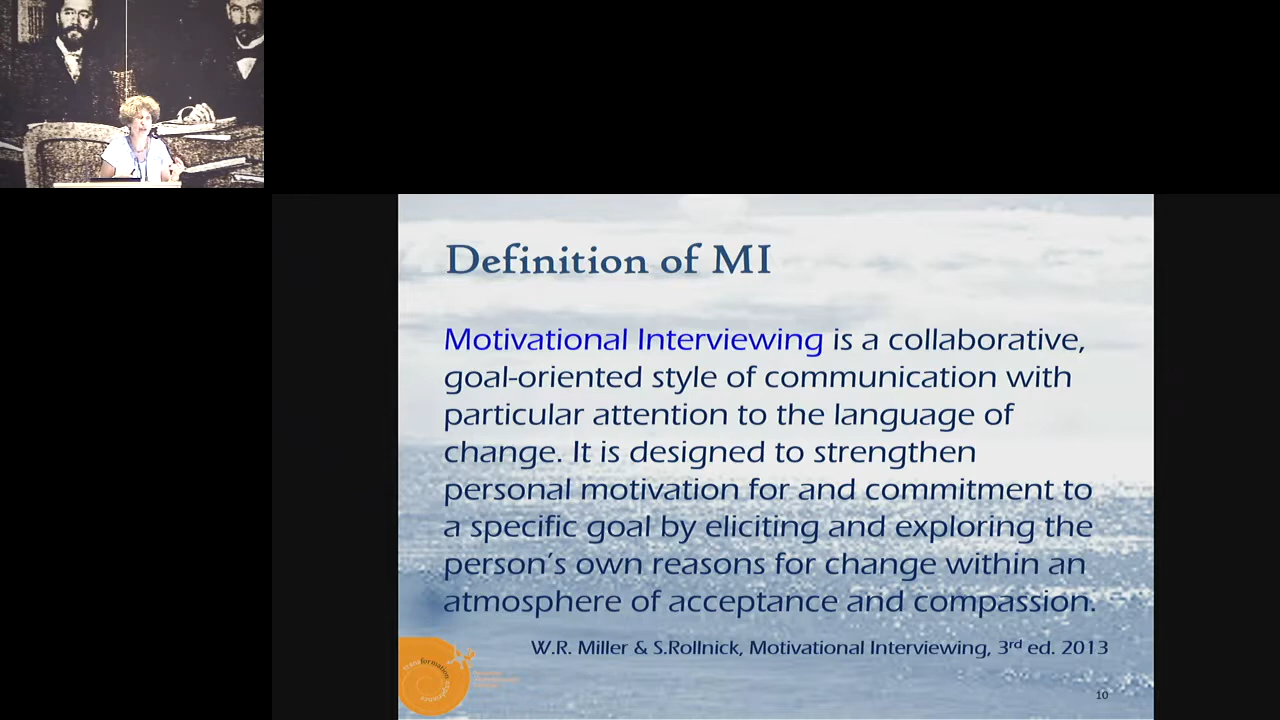 Definition of MI
Motivational Interviewing is a collaborative,
goal-oriented style of communication with
particular attention to the language of
change. It is designed to strengthen
personal motivation for and commitment to
a specific goal by eliciting and exploring the
person's own reasons for change within an
atmosphere of acceptance and compassion.
W.R. Miller & S.Rollnick, Motivational Interviewing, 3rd ed. 2013
10